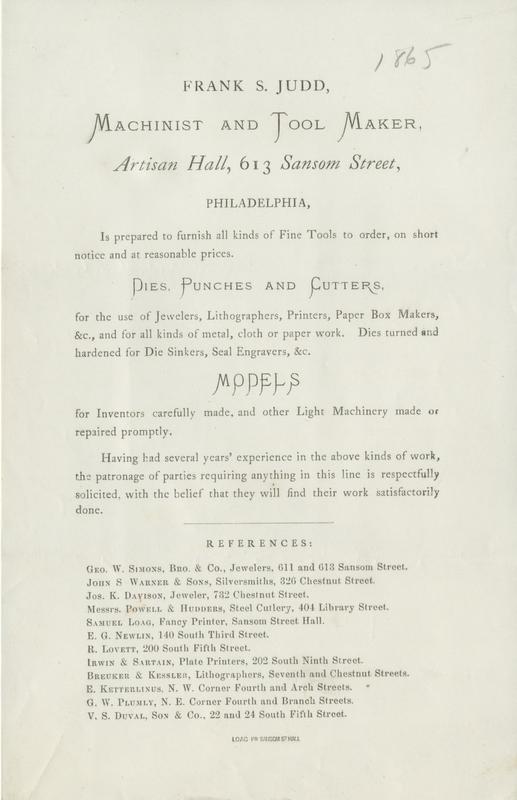 1865
FRANK S. JUDD,
MACHINIST AND TOOL MAKER,
Artisan Hall, 613 Sansom Street,
PHILADELPHIA,
Is prepared to furnish all kinds of Fine Tools to order, on short
notice and at reasonable prices.
DIES, PUNCHES AND CUTTERS,
for the use of Jewelers, Lithographers, Printers, Paper Box Makers,
&c., and for all kinds of metal, cloth or paper work. Dies turned and
hardened for Die Sinkers, Seal Engravers, &c.
MODELS
for Inventors carefully made, and other Light Machinery made or
repaired promptly.
Having had several years' experience in the above kinds of work,
the patronage of parties requiring anything in this line is respectfully
solicited, with the belief that they will find their work satisfactorily
done.
REFERENCES:
GEO. W. SIMONS, BRO. & CO., Jewelers, 611 and 613 Sansom Street.
JOHN S WARNER & SONS, Silversmiths, 326 Chestnut Street.
JOS. K. DAVISON, Jeweler, 732 Chestnut Street.
MESSRS. POWELL & HUDDERS, Steel Cutlery, 404 Library Street.
SAMUEL LOAG, Fancy Printer, Sansom Street Hall.
E. G. NEWLIN, 140 South Third Street.
R. LOVETT, 200 South Fifth Street.
IRWIN & SARTAIN, Plate Printers, 202 South Ninth Street.
BREUKER & KESSLER, Lithographers, Seventh and Chestnut Streets.
E. KETTERLINUS, N. W. Corner Fourth and Arch Streets.
G. W. PLUMLY, N. E. Corner Fourth and Branch Streets.
V. S. DUVAL, SON & CO., 22 and 24 South Fifth Street.
LOAG PR SANSOM ST HALL